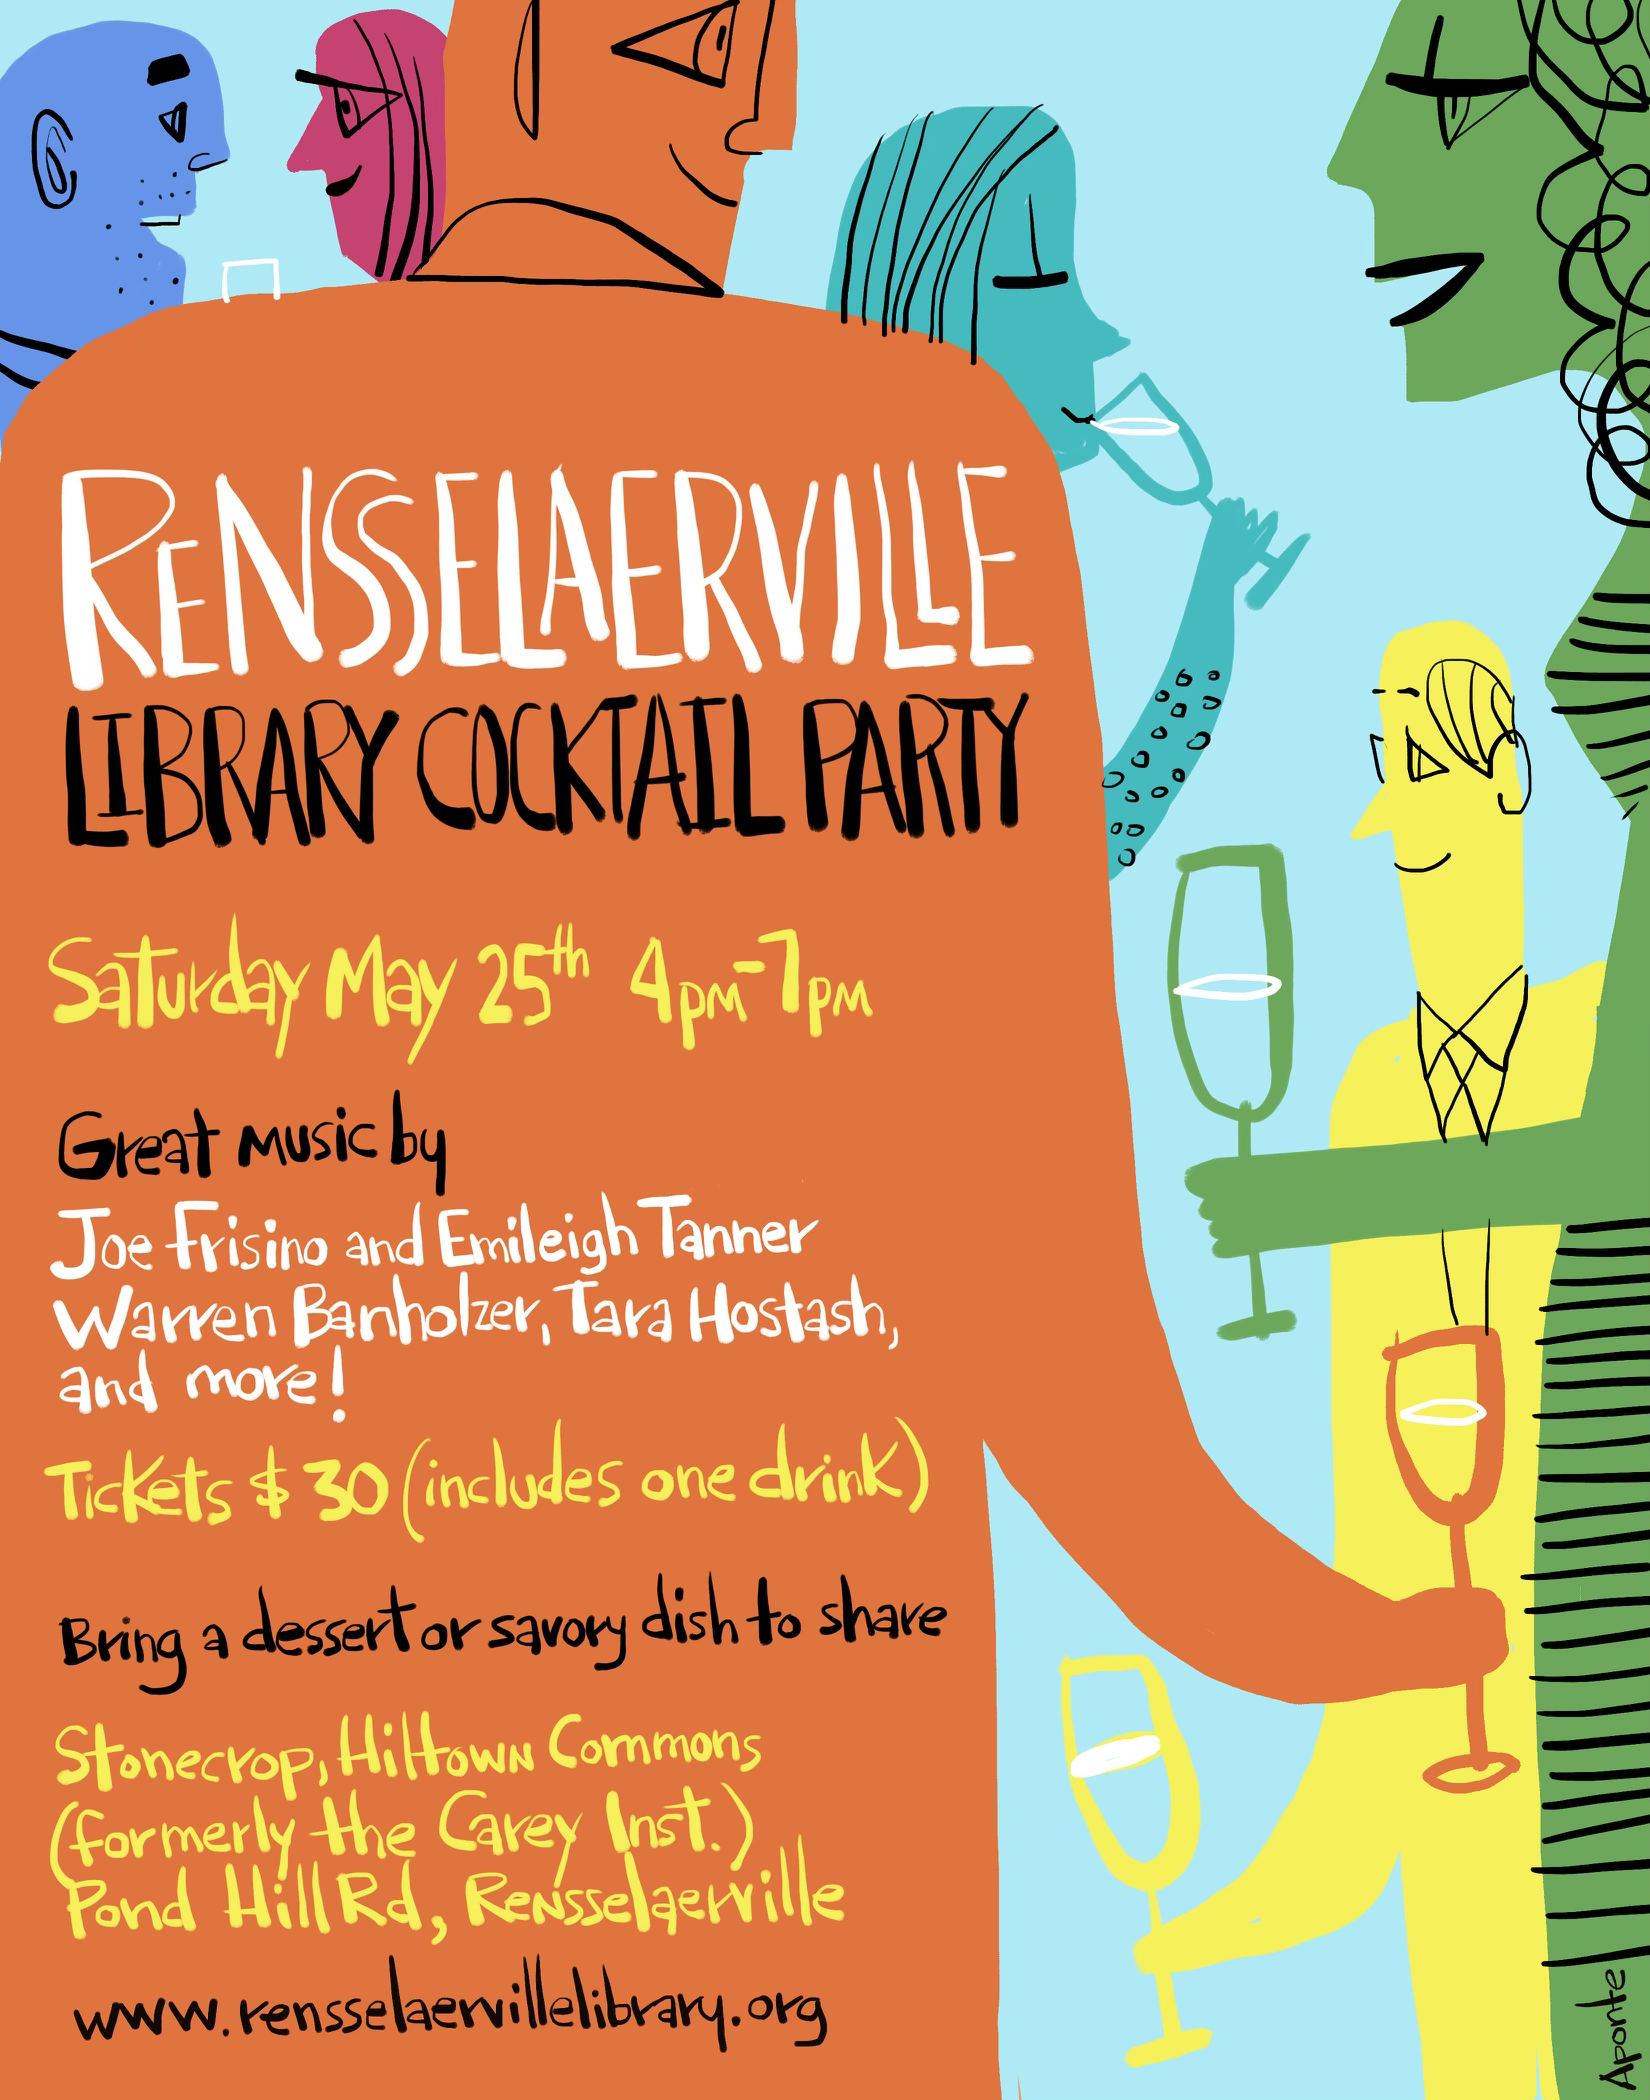 RENSSELAERVILLE
LIBRARY COCKTAIL PARTY
Saturday May 25th 4pm-7pm
Great music by
Joe Frisino and Emileigh Tanner
Warren Banholzer, Tara Hostash,
and more!
Tickets $30 (includes one drink)
Bring a dessert or savory dish to share
Stonecrop, Hilltown Commons
(formerly the Carey Inst.)
Pond Hill Rd, Rensselaerville
www.rensselaervillelibrary.org
Aponte